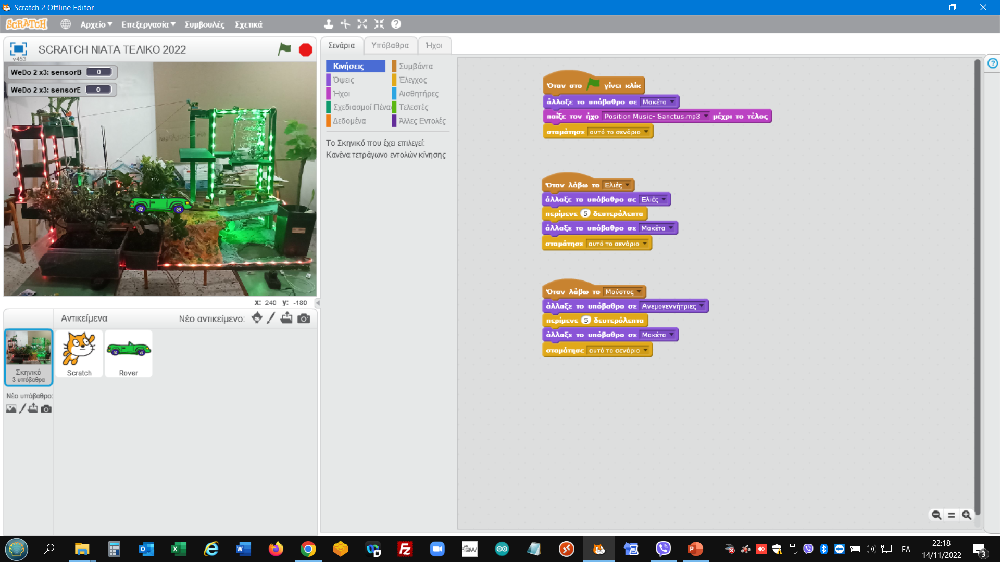 Scratch 2 Offline Editor
SCRATCH
Αρχείο
Επεξεργασία
Συμβουλές
Σχετικά
v453
SCRATCH NIATA ΤΕΛΙΚΟ 2022
WeDo 2 x3: sensorB 0
WeDo 2 x3: sensorE 0
x: 240 y: -180
Αντικείμενα
Νέο αντικείμενο:
Σκηνικό
3 υπόβαθρα
Scratch
Rover
Νέο υπόβαθρο:
Σενάρια
Υπόβαθρα
Ήχοι
Κινήσεις
Όψεις
Ήχοι
Σχεδιασμοί Πένας
Δεδομένα
Συμβάντα
Έλεγχος
Αισθητήρες
Τελεστές
Άλλες Εντολές
Το Σκηνικό που έχει επιλεγεί:
Κανένα τετράγωνο εντολών κίνησης
Όταν στο γίνει κλίκ
άλλαξε το υπόβαθρο σε Μακέτα
παίξε τον ήχο Position Music- Sanctus.mp3 μέχρι το τέλος
σταμάτησε αυτό το σενάριο
Όταν λάβω το Ελιές
άλλαξε το υπόβαθρο σε Ελιές
περίμενε 5 δευτερόλεπτα
άλλαξε το υπόβαθρο σε Μακέτα
σταμάτησε αυτό το σενάριο
Όταν λάβω το Μούστος
άλλαξε το υπόβαθρο σε Ανεμογεννήτριες
περίμενε 5 δευτερόλεπτα
άλλαξε το υπόβαθρο σε Μακέτα
σταμάτησε αυτό το σενάριο
ΕΛ
22:18
14/11/2022
3